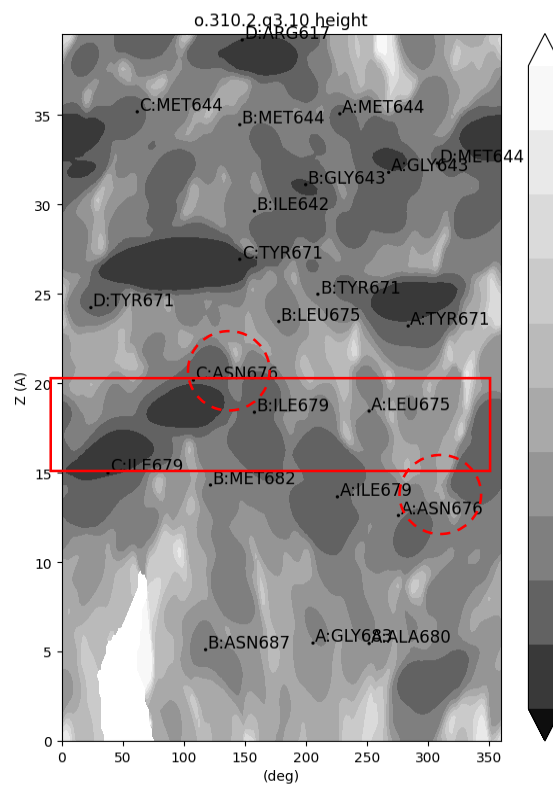 o.310.2.q3.10 height
D:ARG617
C:MET644
A:MET644
B:MET644
D:MET644
A:GLY643
B:GLY643
B:ILE642
C:TYR671
B:TYR671
D:TYR671
B:LEU675
A:TYR671
C:ASN676
B:ILE679
A:LEU675
C:ILE679
B:MET682
A:ILE679
A:ASN676
B:ASN687
A:GLY683
A:ALA680
Z (A)
35
30
25
20
15
10
5
0
0 50 100 150 200 250 300 350
(deg)